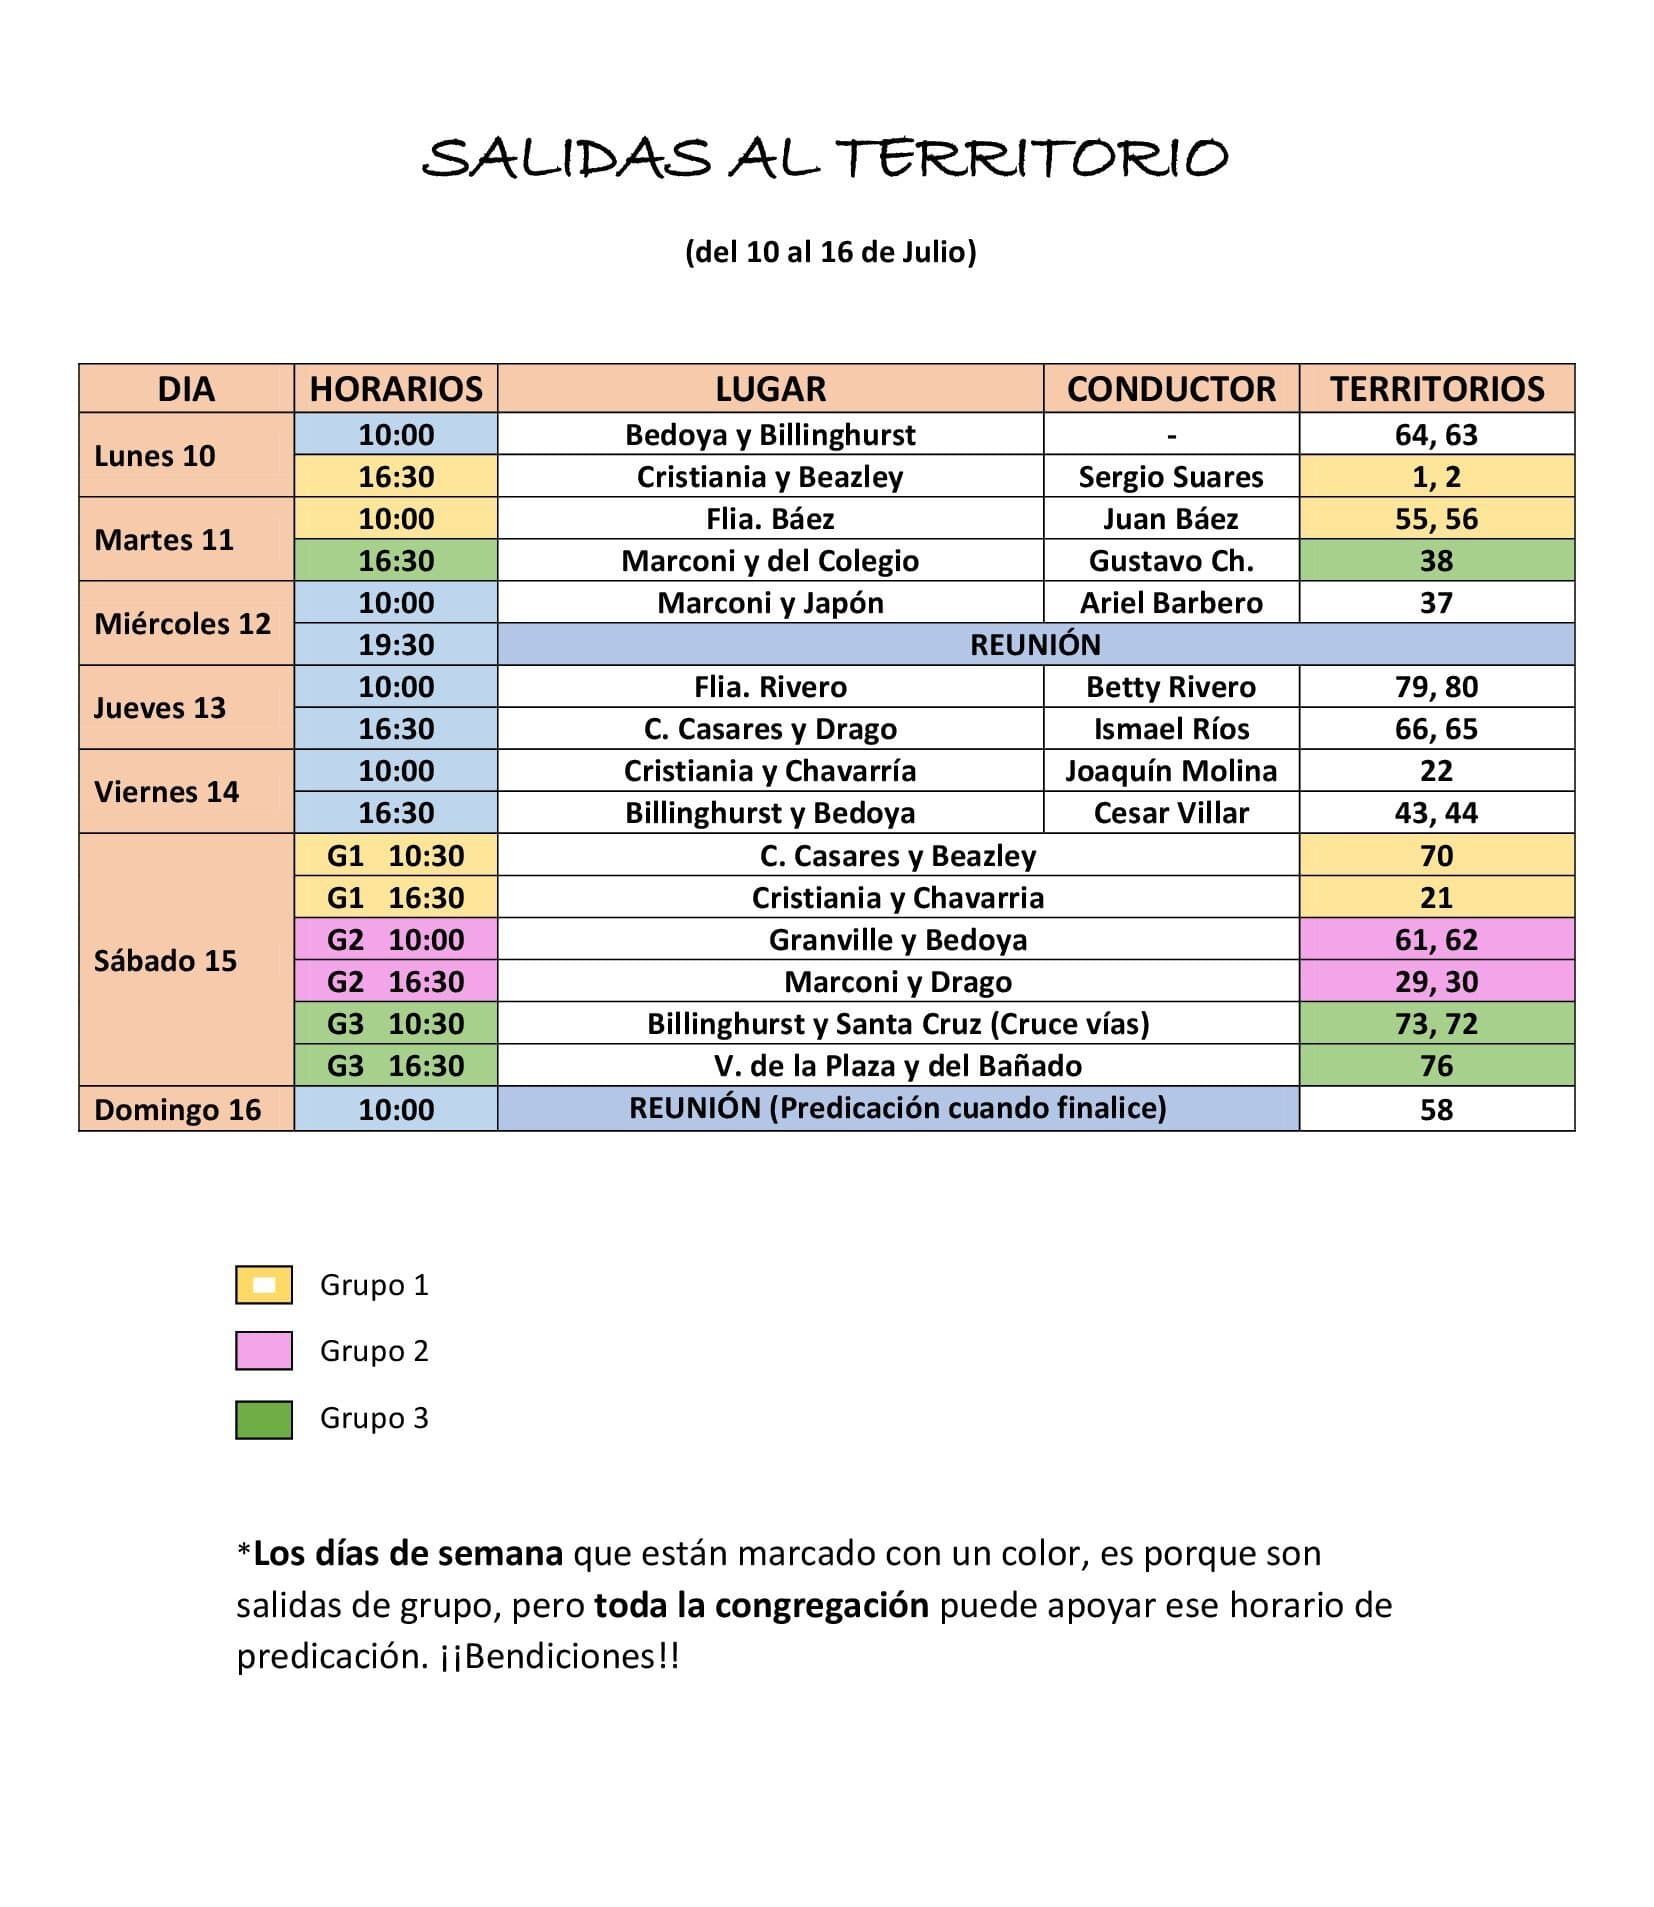 SALIDAS AL TERRITORIO
(del 10 al 16 de Julio)
DIA HORARIOS LUGAR CONDUCTOR TERRITORIOS
Lunes 10
10:00 Bedoya y Billinghurst - 64, 63
16:30 Cristiania y Beazley Sergio Suares 1, 2
Martes 11
10:00 Flia. Báez Juan Báez 55, 56
16:30 Marconi y del Colegio Gustavo Ch. 38
Miércoles 12
10:00 Marconi y Japón Ariel Barbero 37
19:30 REUNIÓN
Jueves 13
10:00 Flia. Rivero Betty Rivero 79, 80
16:30 C. Casares y Drago Ismael Ríos 66, 65
Viernes 14
10:00 Cristiania y Chavarría Joaquín Molina 22
16:30 Billinghurst y Bedoya Cesar Villar 43, 44
Sábado 15
G1 10:30 C. Casares y Beazley 70
G1 16:30 Cristiania y Chavarria 21
G2 10:00 Granville y Bedoya 61, 62
G2 16:30 Marconi y Drago 29, 30
G3 10:30 Billinghurst y Santa Cruz (Cruce vías) 73, 72
G3 16:30 V. de la Plaza y del Bañado 76
Domingo 16 10:00 REUNIÓN (Predicación cuando finalice) 58
Grupo 1
Grupo 2
Grupo 3
*Los días de semana que están marcado con un color, es porque son
salidas de grupo, pero toda la congregación puede apoyar ese horario de
predicación. ¡¡Bendiciones!!